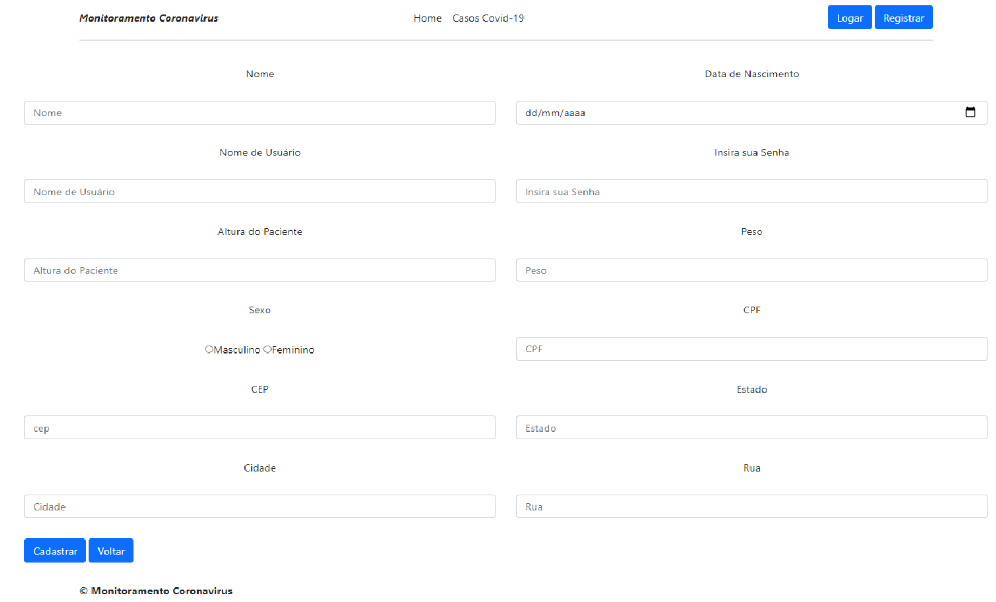 Monitoramento Coronavirus Home Casos Covid-19 Logar Registrar
Nome Data de Nascimento
Nome dd/mm/aaaa
Nome de Usuário Insira sua Senha
Nome de Usuário Insira sua Senha
Altura do Paciente Peso
Altura do Paciente Peso
Sexo CPF
Masculino Feminino CPF
CEP Estado
cep Estado
Cidade Rua
Cidade Rua
Cadastrar Voltar
© Monitoramento Coronavirus